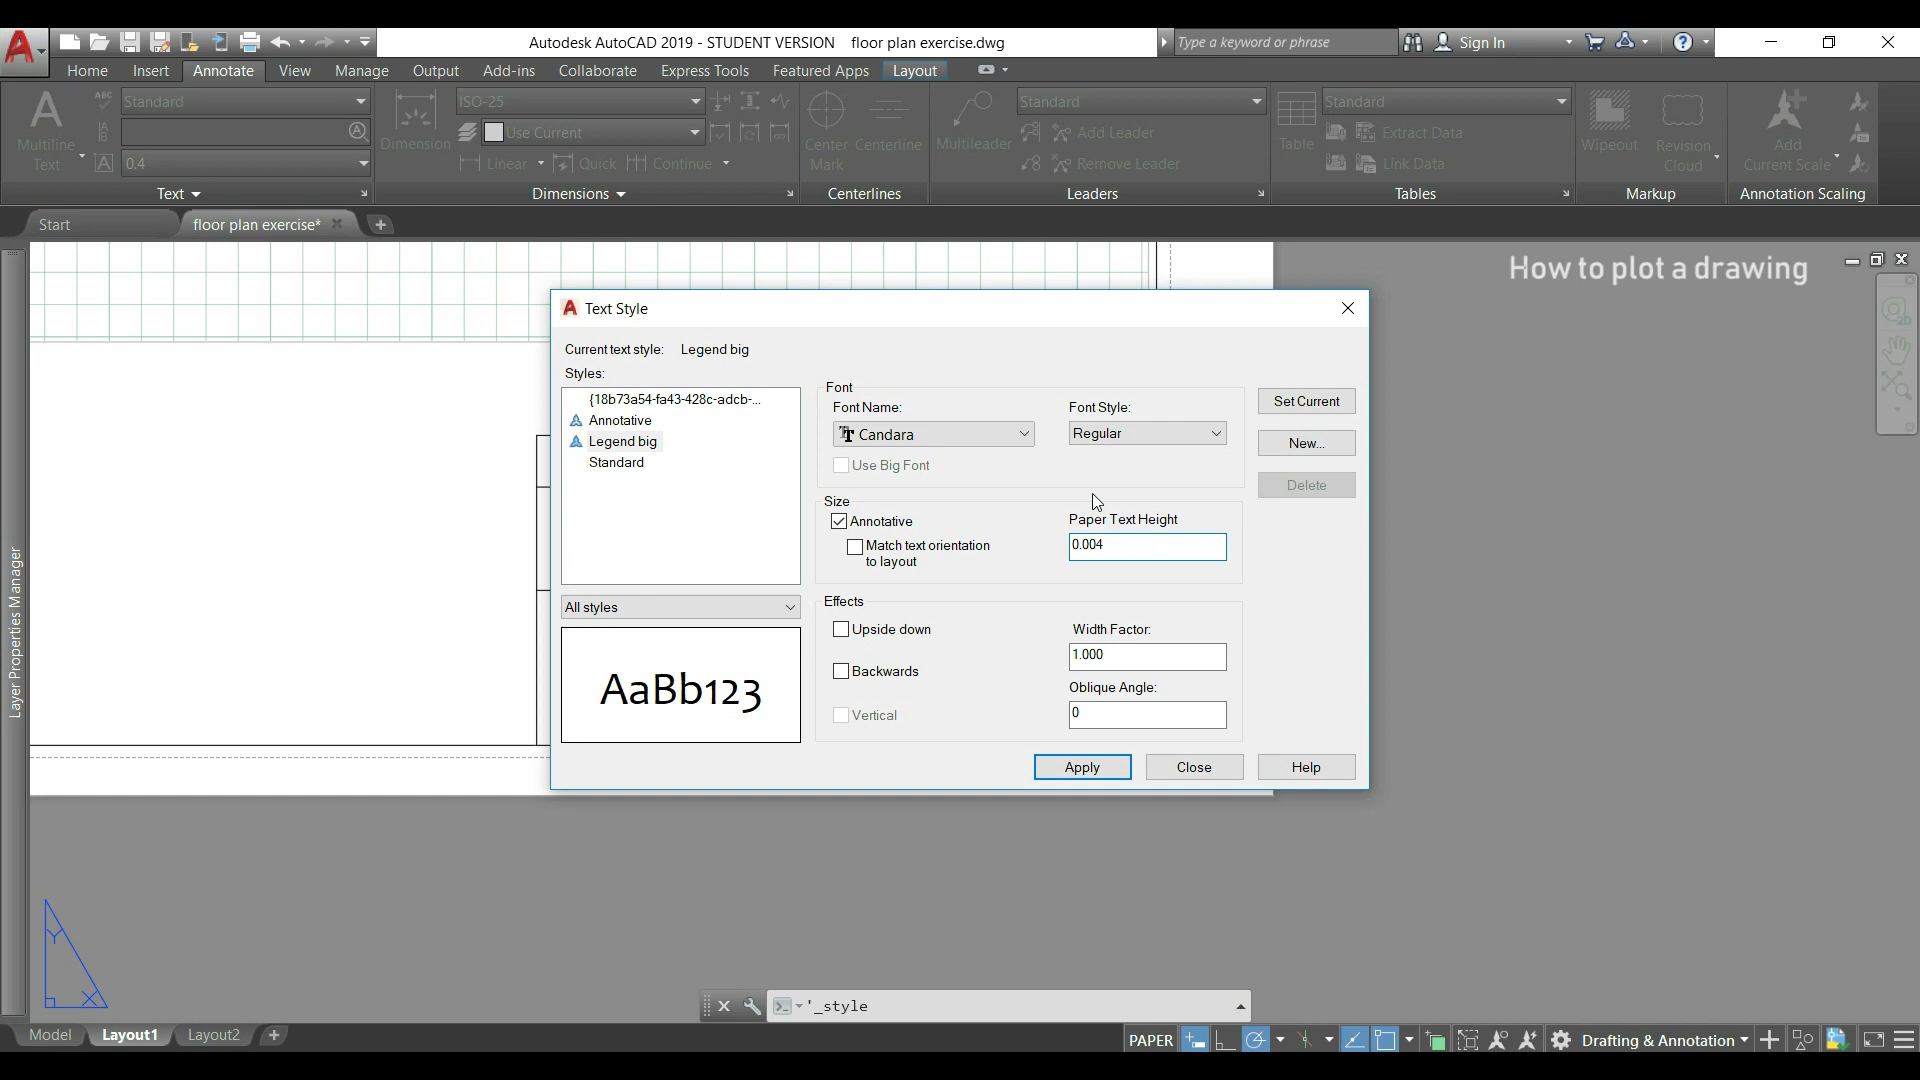 Autodesk AutoCAD 2019 - STUDENT VERSION floor plan exercise.dwg
Type a keyword or phrase
Sign In
Home Insert Annotate View Manage Output Add-ins Collaborate Express Tools Featured Apps Layout
Multiline Text
ABC
Standard
0.4
Text
Dimension
ISO-25
Use Current
Linear Quick Continue
Dimensions
Center Mark
Centerline
Centerlines
Multileader
Standard
Add Leader
Remove Leader
Leaders
Table
Standard
Extract Data
Link Data
Tables
Wipeout
Revision Cloud
Markup
Add Current Scale
Annotation Scaling
Start
floor plan exercise*
How to plot a drawing
2D
Layer Properties Manager
Text Style
Current text style: Legend big
Styles:
{18b73a54-fa43-428c-adcb-...
Annotative
Legend big
Standard
All styles
AaBb123
Font
Font Name:
Candara
Use Big Font
Font Style:
Regular
Size
Annotative
Match text orientation
to layout
Paper Text Height
0.004
Effects
Upside down
Backwards
Vertical
Width Factor:
1.000
Oblique Angle:
0
Set Current
New...
Delete
Apply
Close
Help
Y
X
'_style
Model
Layout1
Layout2
PAPER
Drafting & Annotation